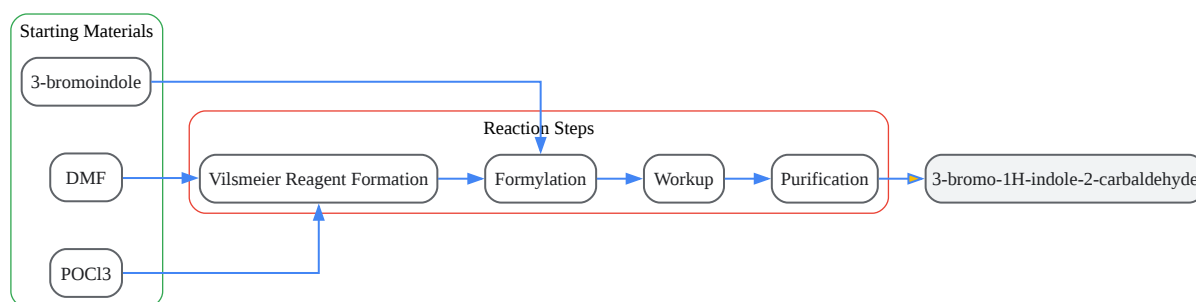 Starting Materials
3-bromoindole
Reaction Steps
DMF
Vilsmeier Reagent Formation
Formylation
Workup
Purification
3-bromo-1H-indole-2-carbaldehyde
POCl3